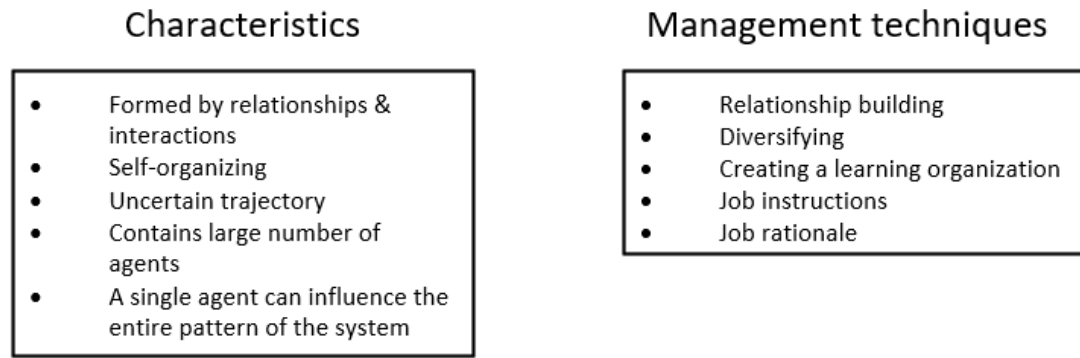 Characteristics
• Formed by relationships &
interactions
• Self-organizing
• Uncertain trajectory
• Contains large number of
agents
• A single agent can influence the
entire pattern of the system
Management techniques
• Relationship building
• Diversifying
• Creating a learning organization
• Job instructions
• Job rationale